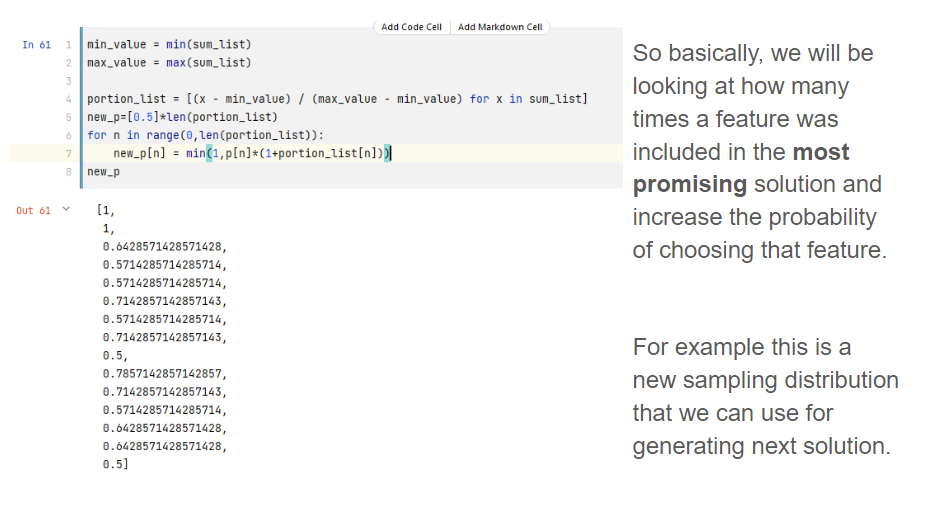 Add Code Cell Add Markdown Cell
In 61
1 min_value = min(sum_list)
2 max_value = max(sum_list)
3
4 portion_list = [(x - min_value) / (max_value - min_value) for x in sum_list]
5 new_p=[0.5]*len(portion_list)
6 for n in range(0,len(portion_list)):
7 new_p[n] = min(1,p[n]*(1+portion_list[n]))
8 new_p
Out 61
[1,
1,
0.6428571428571428,
0.5714285714285714,
0.5714285714285714,
0.7142857142857143,
0.5714285714285714,
0.7142857142857143,
0.5,
0.7857142857142857,
0.7142857142857143,
0.5714285714285714,
0.6428571428571428,
0.6428571428571428,
0.5]
So basically, we will be
looking at how many
times a feature was
included in the most
promising solution and
increase the probability
of choosing that feature.
For example this is a
new sampling distribution
that we can use for
generating next solution.